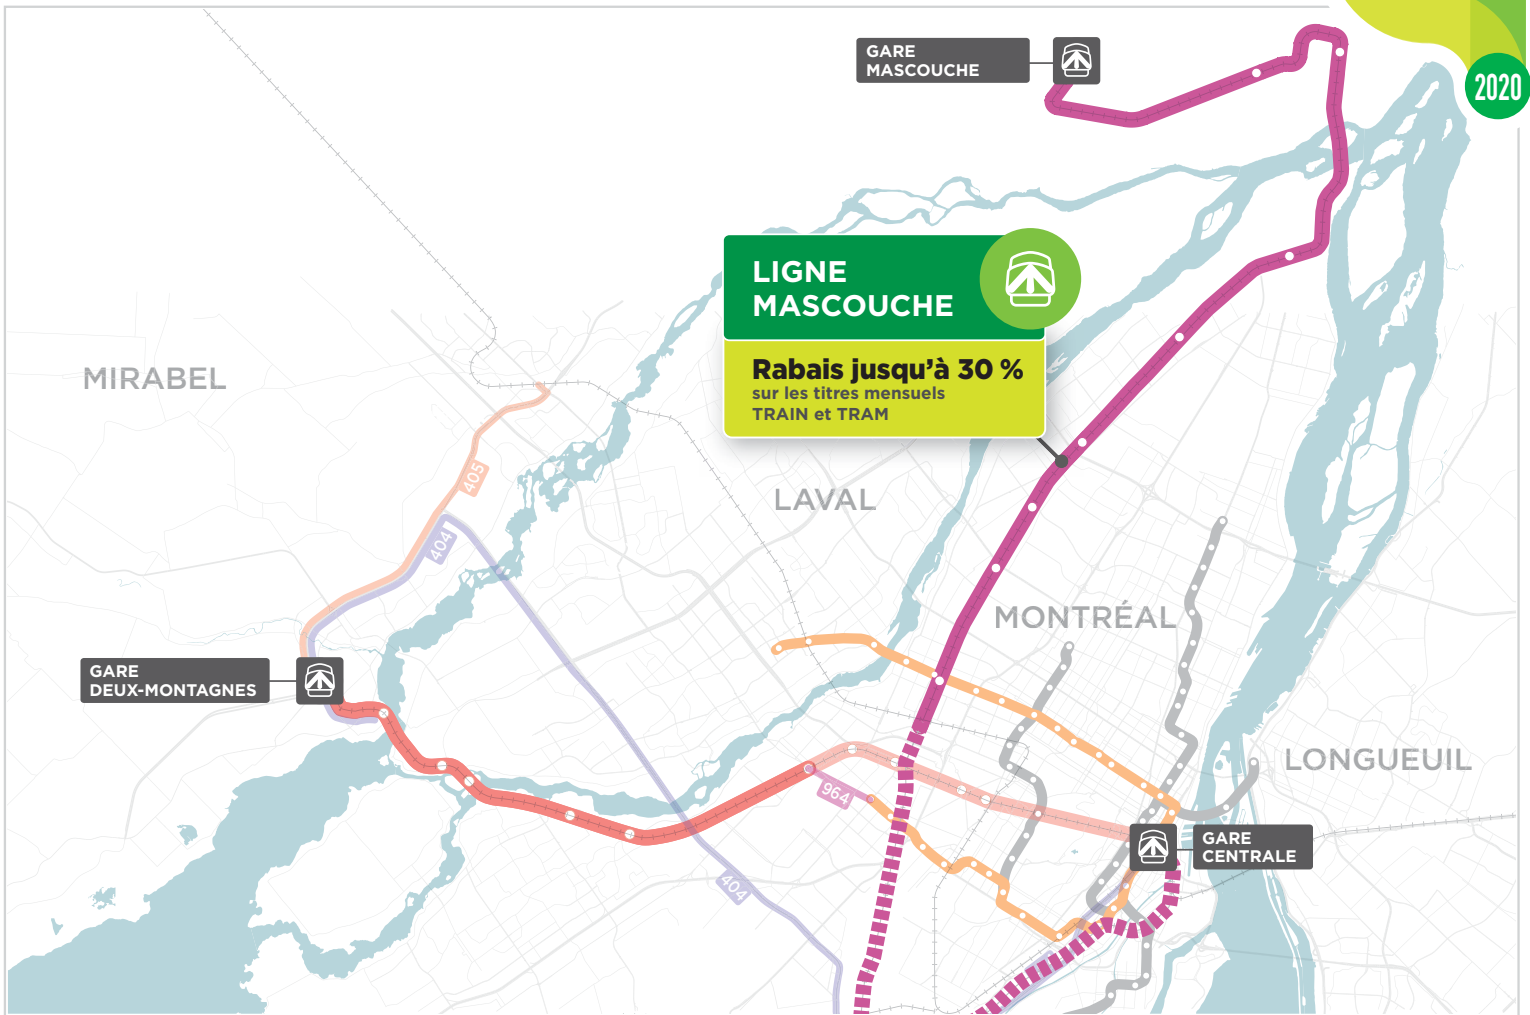 GARE
MASCOUCHE
2020
LIGNE
MASCOUCHE
Rabais jusqu'à 30 %
sur les titres mensuels
TRAIN et TRAM
MIRABEL
405
LAVAL
404
MONTRÉAL
GARE
DEUX-MONTAGNES
LONGUEUIL
964
GARE
CENTRALE
404